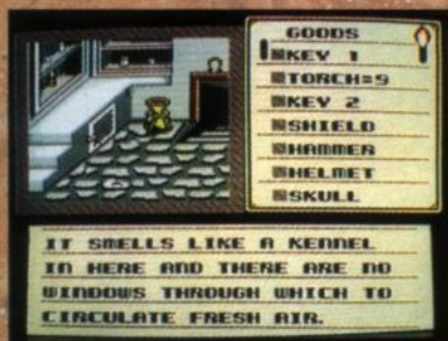 GOODS
KEY 1
TORCH=9
KEY 2
SHIELD
HAMMER
HELMET
SKULL
IT SMELLS LIKE A KENNEL
IN HERE AND THERE ARE NO
WINDOWS THROUGH WHICH TO
CIRCULATE FRESH AIR.